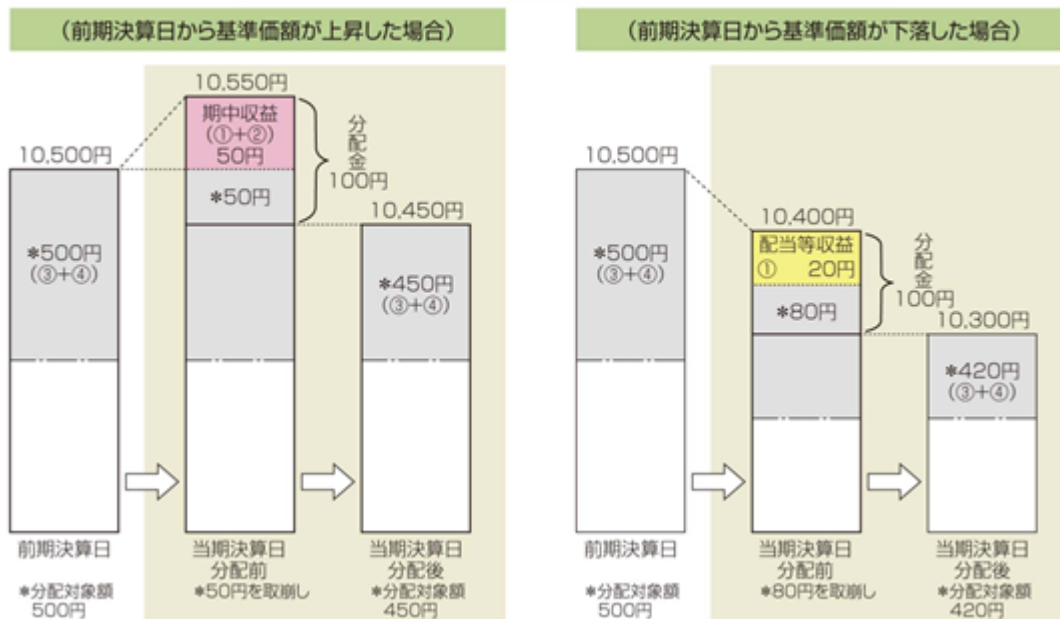 （前期決算日から基準価額が上昇した場合）
10,550円
期中収益
(①+②)
50円
分配金
100円
10,500円
*50円
10,450円
*500円
(③+④)
*450円
(③+④)
前期決算日
当期決算日
分配前
当期決算日
分配後
*分配対象額
500円
*50円を取崩し
*分配対象額
450円
（前期決算日から基準価額が下落した場合）
10,500円
10,400円
配当等収益
① 20円
分配金
100円
*500円
(③+④)
*80円
10,300円
*420円
(③+④)
前期決算日
当期決算日
分配前
当期決算日
分配後
*分配対象額
500円
*80円を取崩し
*分配対象額
420円